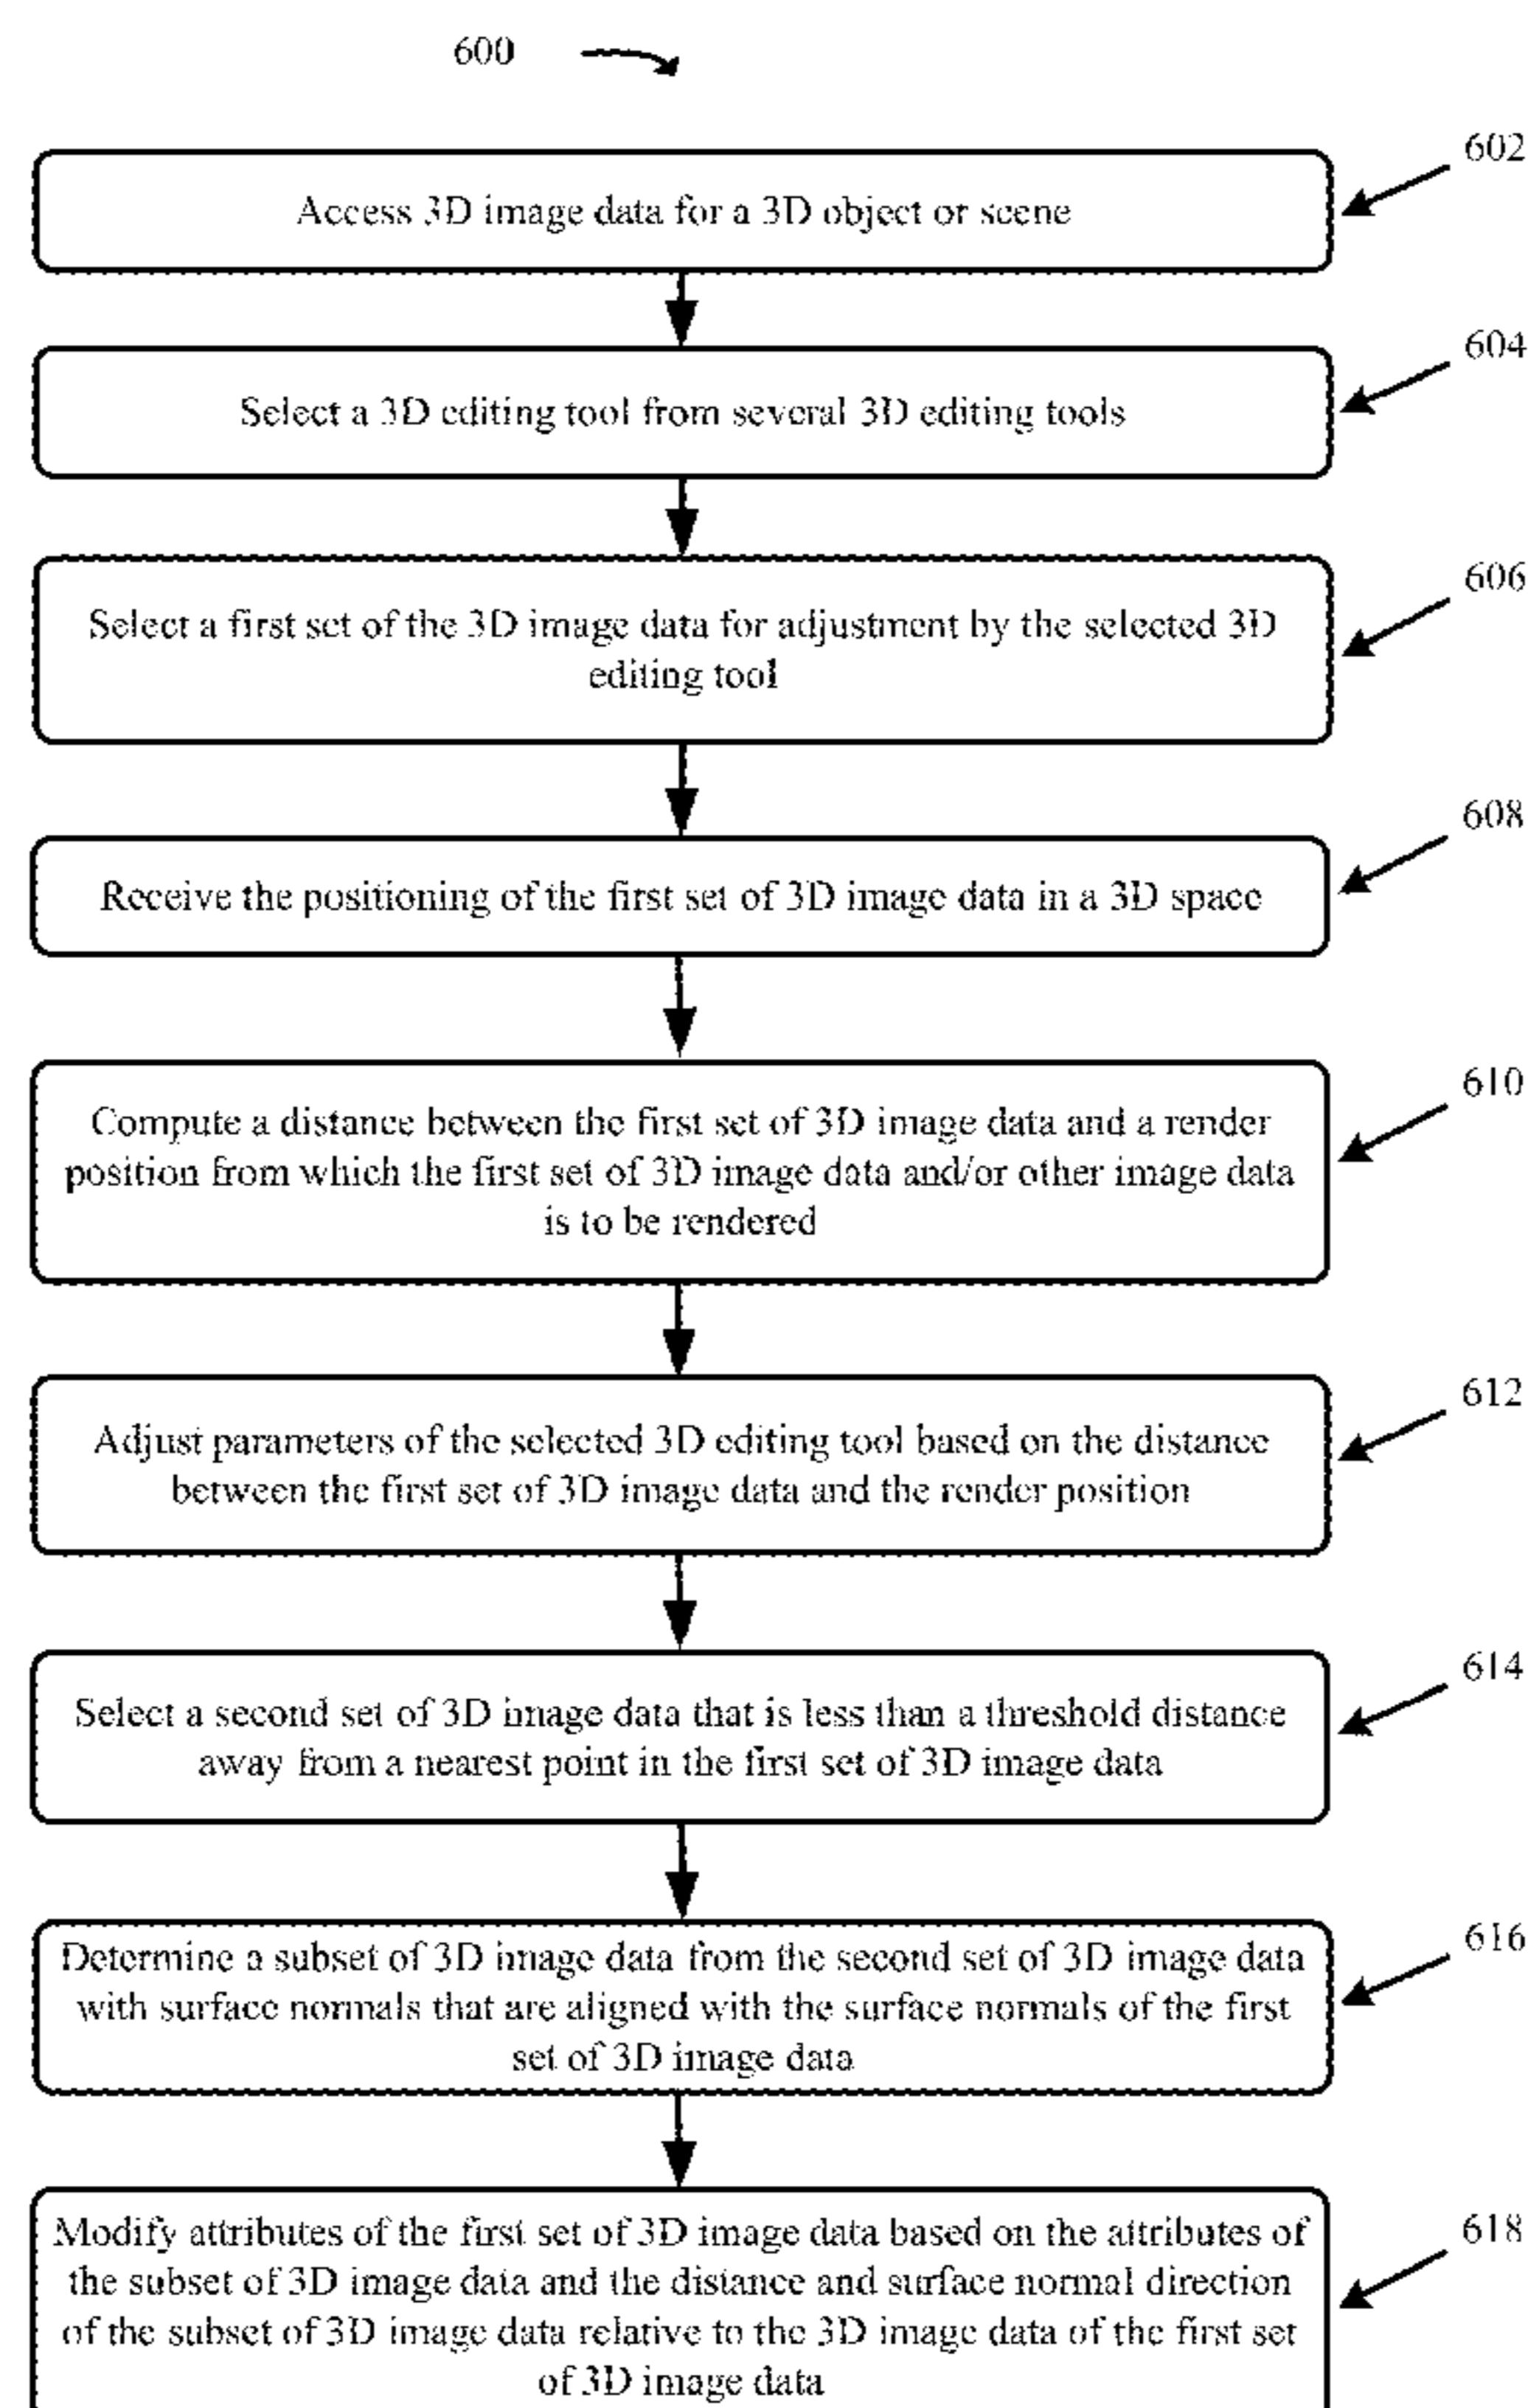 600
602
Access 3D image data for a 3D object or scene
604
Select a 3D editing tool from several 3D editing tools
606
Select a first set of the 3D image data for adjustment by the selected 3D
editing tool
608
Receive the positioning of the first set of 3D image data in a 3D space
610
Compute a distance between the first set of 3D image data and a render
position from which the first set of 3D image data and/or other image data
is to be rendered
612
Adjust parameters of the selected 3D editing tool based on the distance
between the first set of 3D image data and the render position
614
Select a second set of 3D image data that is less than a threshold distance
away from a nearest point in the first set of 3D image data
616
Determine a subset of 3D image data from the second set of 3D image data
with surface normals that are aligned with the surface normals of the first
set of 3D image data
618
Modify attributes of the first set of 3D image data based on the attributes of
the subset of 3D image data and the distance and surface normal direction
of the subset of 3D image data relative to the 3D image data of the first set
of 3D image data